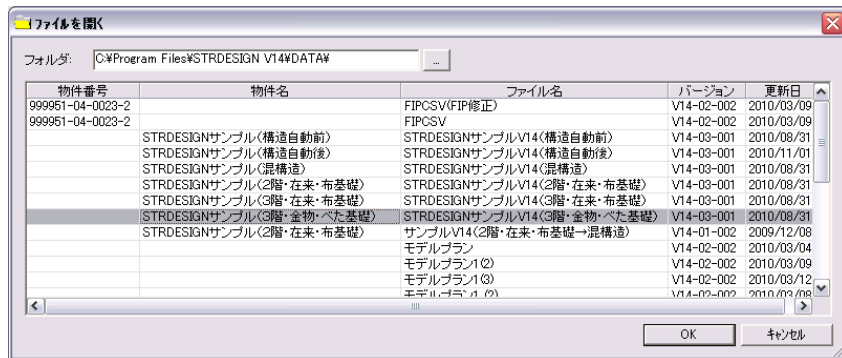 ファイルを開く
フォルダ: C:¥Program Files¥STRDESIGN V14¥DATA¥ ...
物件番号 物件名 ファイル名 バージョン 更新日
999951-04-0023-2 FIPCSV(FIP修正) V14-02-002 2010/03/09
999951-04-0023-2 FIPCSV V14-02-002 2010/03/09
STRDESIGNサンプル(構造自動前) STRDESIGNサンプルV14(構造自動前) V14-03-001 2010/08/31
STRDESIGNサンプル(構造自動後) STRDESIGNサンプルV14(構造自動後) V14-03-001 2010/11/01
STRDESIGNサンプル(混構造) STRDESIGNサンプルV14(混構造) V14-03-001 2010/08/31
STRDESIGNサンプル(2階・在来・布基礎) STRDESIGNサンプルV14(2階・在来・布基礎) V14-03-001 2010/08/31
STRDESIGNサンプル(3階・在来・布基礎) STRDESIGNサンプルV14(3階・在来・布基礎) V14-03-001 2010/08/31
STRDESIGNサンプル(3階・金物・べた基礎) STRDESIGNサンプルV14(3階・金物・べた基礎) V14-03-001 2010/08/31
STRDESIGNサンプル(2階・在来・布基礎) サンプルV14(2階・在来・布基礎→混構造) V14-01-002 2009/12/08
モデルプラン V14-02-002 2010/03/04
モデルプラン1(2) V14-02-002 2010/03/09
モデルプラン1(3) V14-02-002 2010/03/12
モデルプラン1 (2) V14-02-002 2010/03/08
OK キャンセル